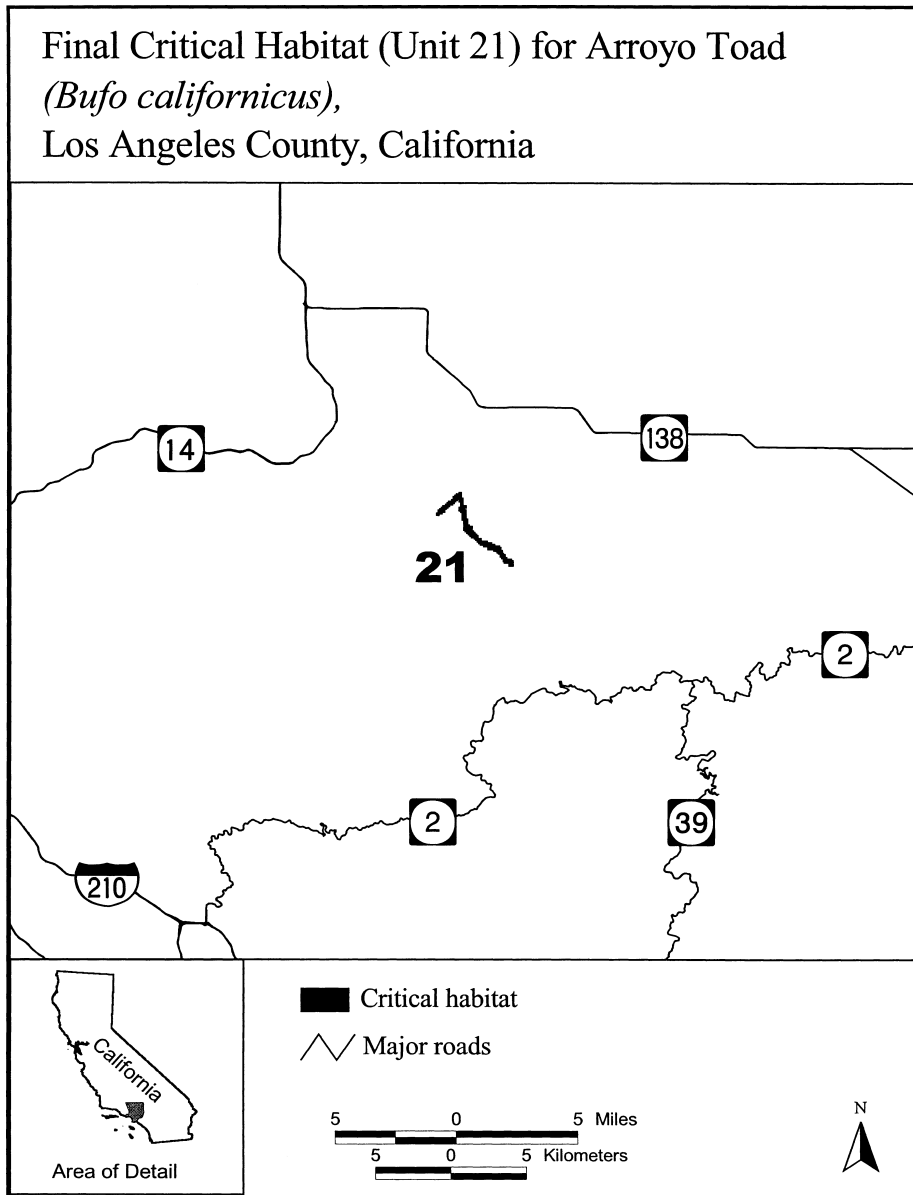 Final Critical Habitat (Unit 21) for Arroyo Toad
(Bufo californicus),
Los Angeles County, California
14
138
21
2
2
39
210
California
Area of Detail
Critical habitat
Major roads
5 0 5 Miles
5 0 5 Kilometers
N